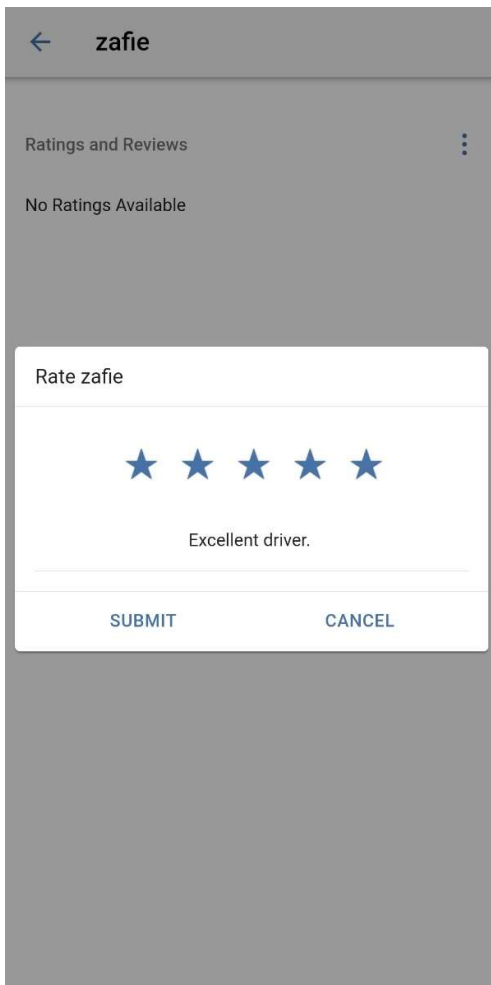 zafie
Ratings and Reviews
No Ratings Available
Rate zafie
Excellent driver.
SUBMIT CANCEL